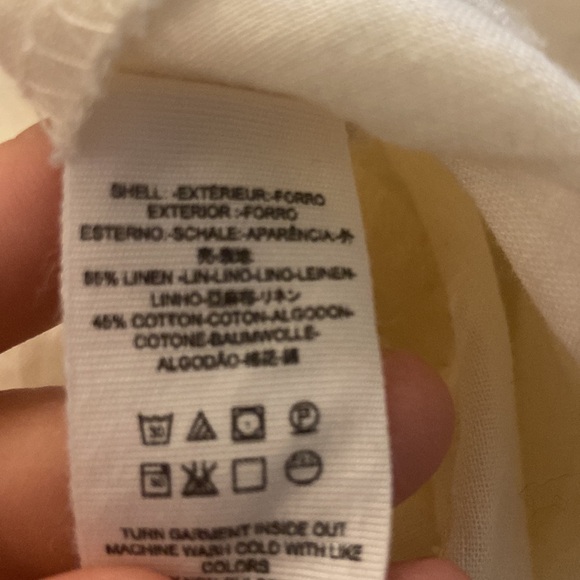 SHELL: -EXTÉRIEUR:-FORRO
EXTERIOR :-FORRO
ESTERNO:-SCHALE:-APARÊNCIA:-外
壳:-表地:
55% LINEN -LIN-LINO-LINO-LEINEN-
LINHO-亞麻布-リネン
45% COTTON-COTON-ALGODON-
COTONE-BAUMWOLLE-
ALGODÃO-棉花-綿
30
P
TURN GARMENT INSIDE OUT
MACHINE WASH COLD WITH LIKE
COLORS